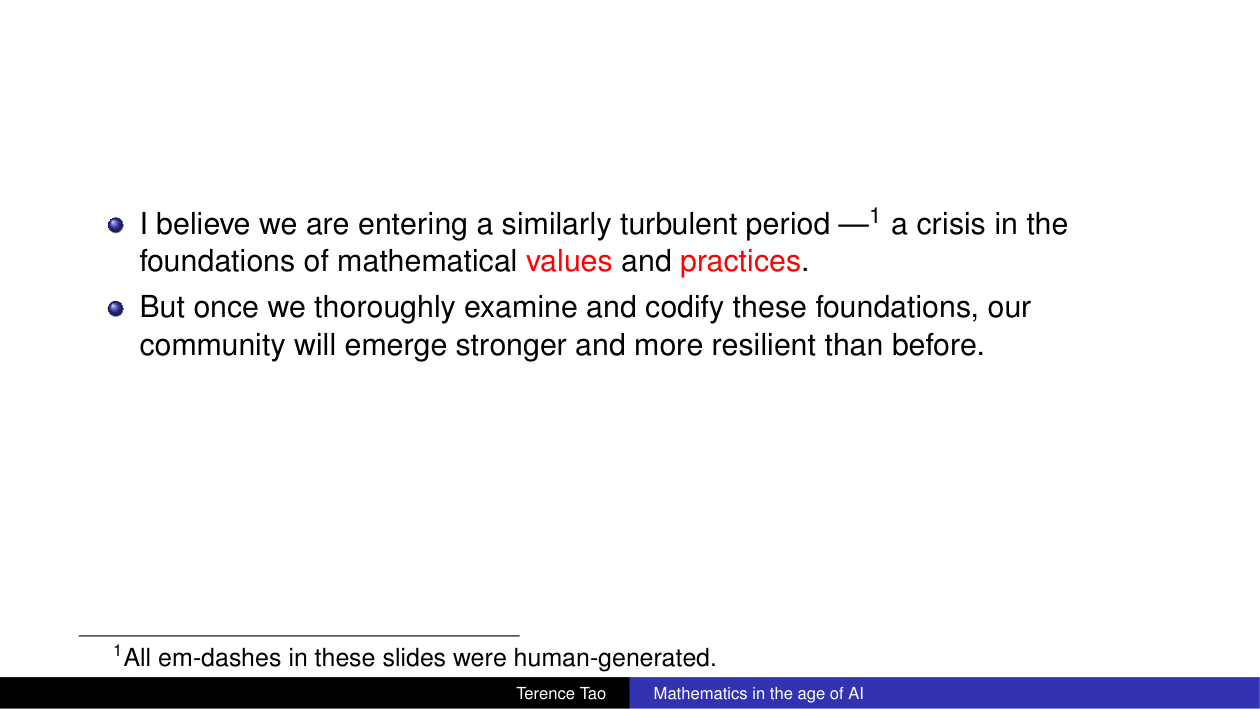 I believe we are entering a similarly turbulent period —¹ a crisis in the
foundations of mathematical values and practices.
But once we thoroughly examine and codify these foundations, our
community will emerge stronger and more resilient than before.
¹All em-dashes in these slides were human-generated.
Terence Tao
Mathematics in the age of AI